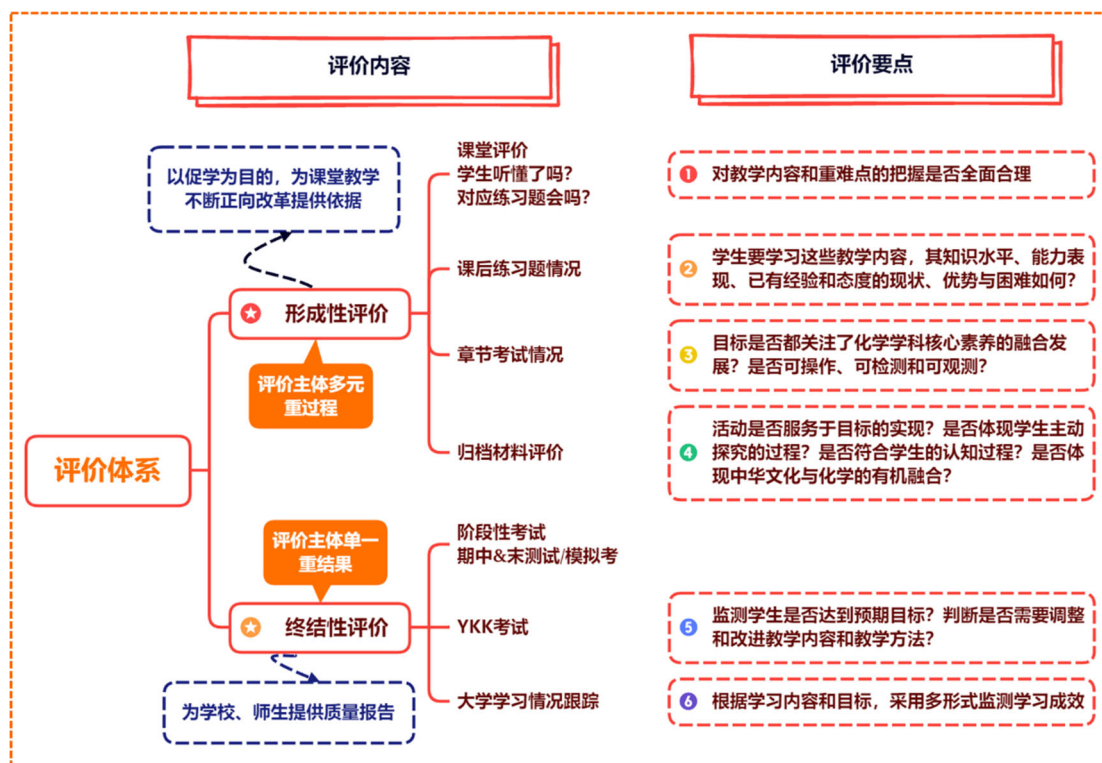 评价内容
评价要点
以促学为目的，为课堂教学
不断正向改革提供依据
课堂评价
学生听懂了吗？
对应练习题会吗？
课后练习题情况
形成性评价
章节考试情况
评价主体多元
重过程
归档材料评价
评价体系
评价主体单一
重结果
阶段性考试
期中&末测试/模拟考
终结性评价
YKK考试
为学校、师生提供质量报告
大学学习情况跟踪
1 对教学内容和重难点的把握是否全面合理
2 学生要学习这些教学内容，其知识水平、能力表
现、已有经验和态度的现状、优势与困难如何？
3 目标是否都关注了化学学科核心素养的融合发
展？是否可操作、可检测和可观测？
4 活动是否服务于目标的实现？是否体现学生主动
探究的过程？是否符合学生的认知过程？是否体
现中华文化与化学的有机融合？
5 监测学生是否达到预期目标？判断是否需要调整
和改进教学内容和教学方法？
6 根据学习内容和目标，采用多形式监测学习成效